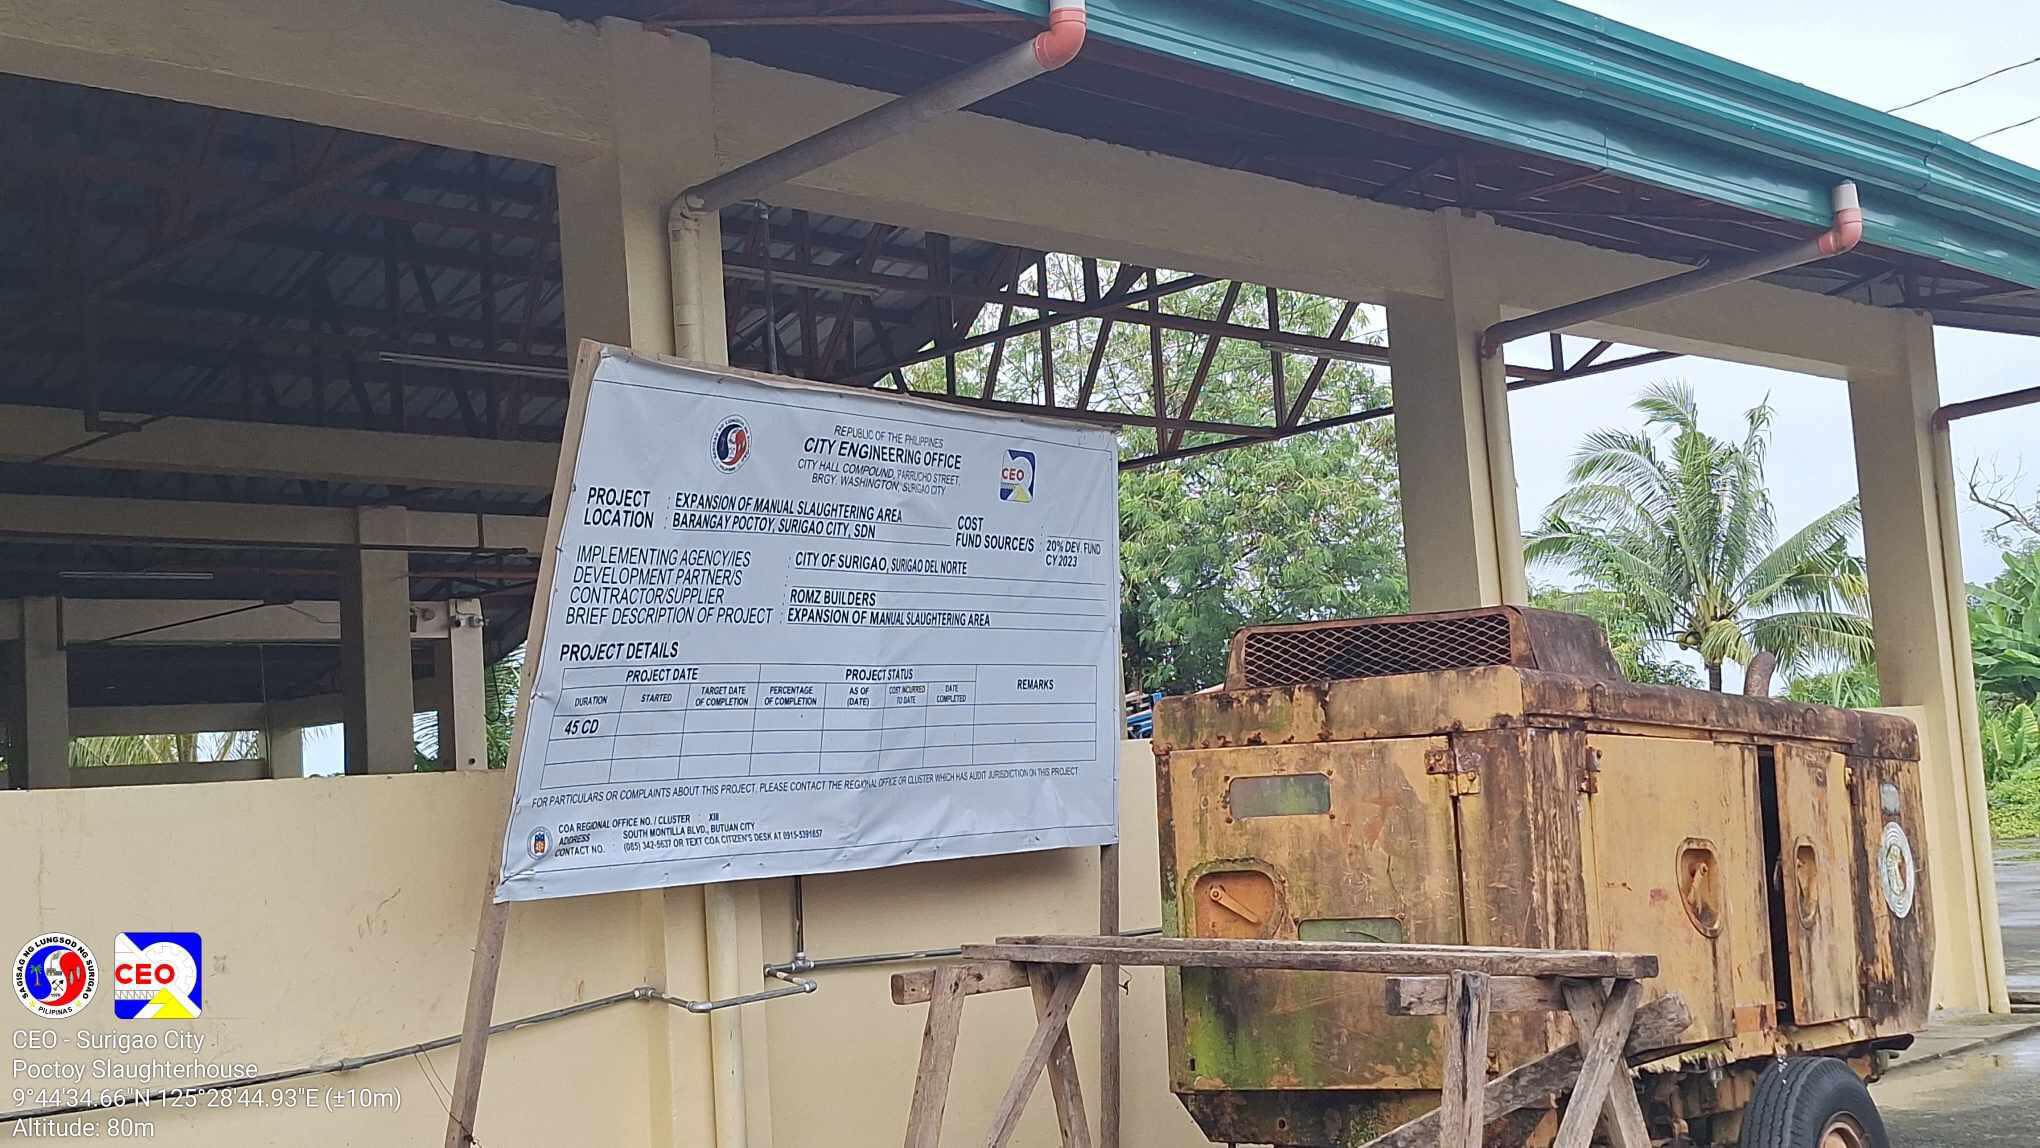 REPUBLIC OF THE PHILIPPINES
CITY ENGINEERING OFFICE
CITY HALL COMPOUND, PARRUCHO STREET,
BRGY. WASHINGTON, SURIGAO CITY
CEO
PROJECT : EXPANSION OF MANUAL SLAUGHTERING AREA
LOCATION : BARANGAY POCTOY, SURIGAO CITY, SDN
COST :
FUND SOURCE/S : 20% DEV. FUND
CY 2023
IMPLEMENTING AGENCY/IES : CITY OF SURIGAO, SURIGAO DEL NORTE
DEVELOPMENT PARTNER/S :
CONTRACTOR/SUPPLIER : ROMZ BUILDERS
BRIEF DESCRIPTION OF PROJECT : EXPANSION OF MANUAL SLAUGHTERING AREA
PROJECT DETAILS
PROJECT DATE PROJECT STATUS REMARKS
DURATION STARTED TARGET DATE OF COMPLETION PERCENTAGE OF COMPLETION AS OF (DATE) COST INCURRED TO DATE DATE COMPLETED
45 CD
FOR PARTICULARS OR COMPLAINTS ABOUT THIS PROJECT, PLEASE CONTACT THE REGIONAL OFFICE OR CLUSTER WHICH HAS AUDIT JURISDICTION ON THIS PROJECT
COA REGIONAL OFFICE NO. / CLUSTER : XIII
ADDRESS : SOUTH MONTILLA BLVD., BUTUAN CITY
CONTACT NO. : (085) 342-5637 OR TEXT COA CITIZEN'S DESK AT 0915-5391857
SAGISAG NG LUNGSOD NG SURIGAO
PILIPINAS
CEO
CEO - Surigao City
Poctoy Slaughterhouse
9°44'34.66"N 125°28'44.93"E (±10m)
Altitude: 80m